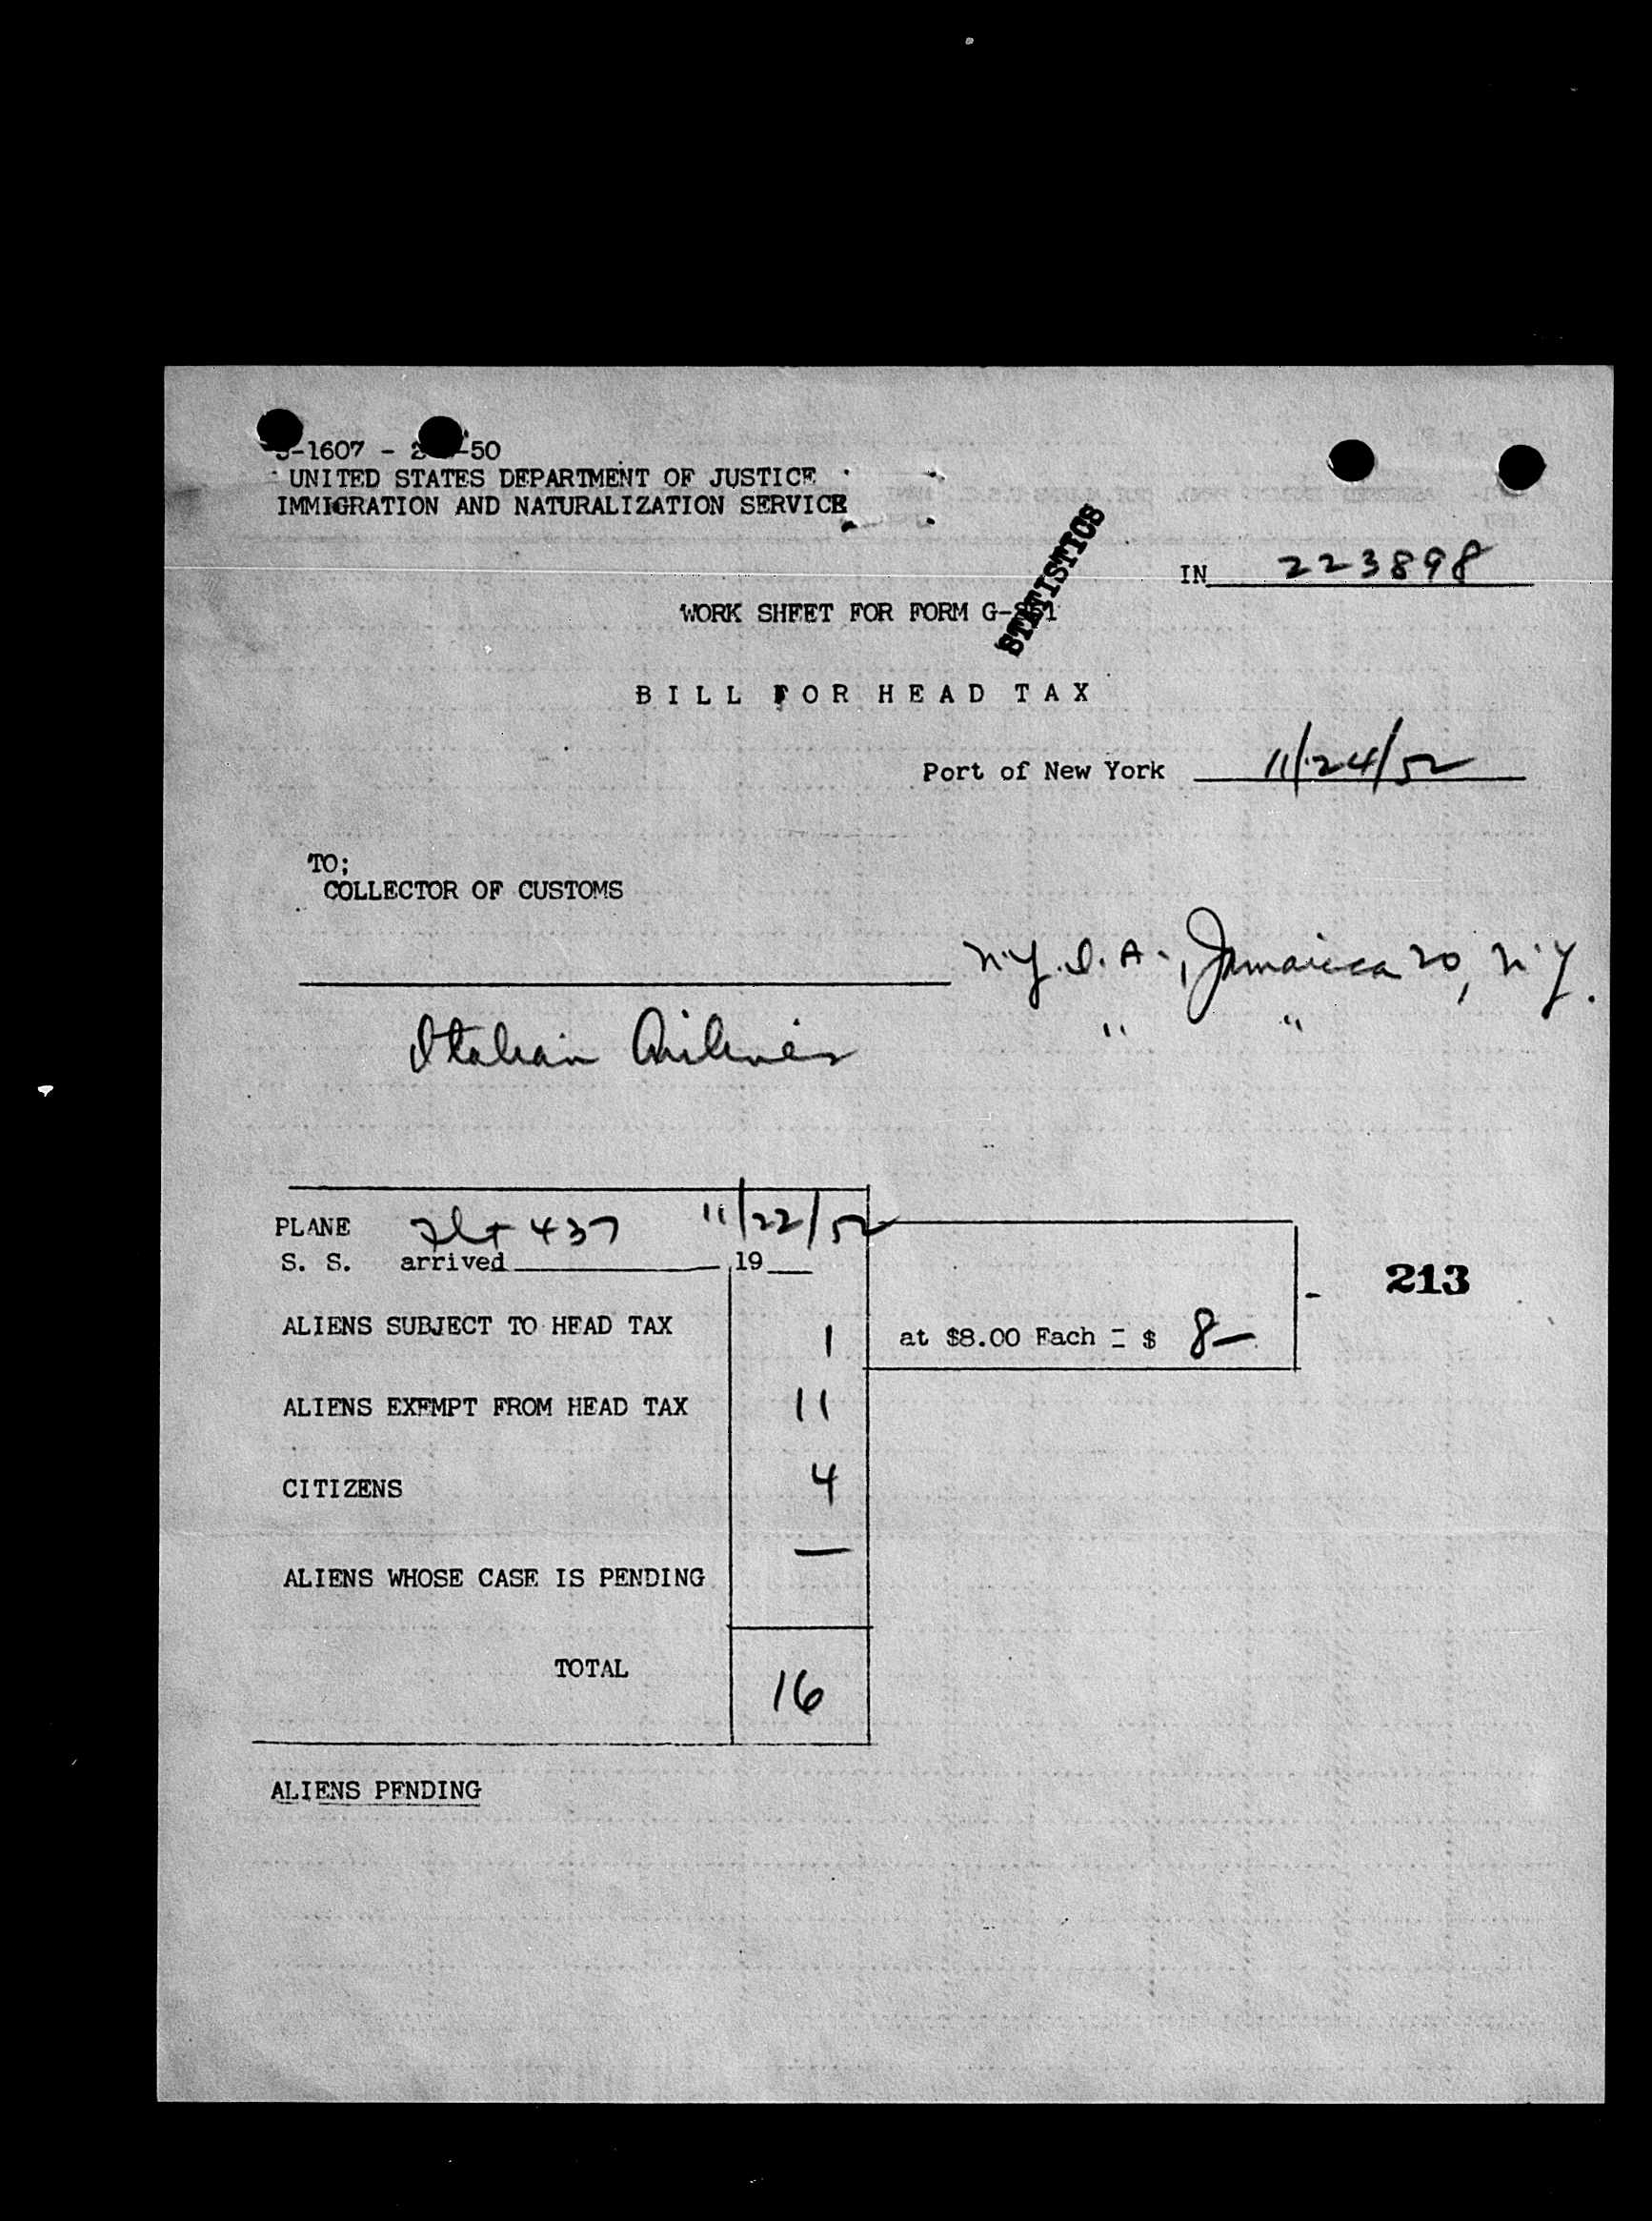 -1607 - 2 -50
UNITED STATES DEPARTMENT OF JUSTICE
IMMIGRATION AND NATURALIZATION SERVICE
STATISTICS
IN 223898
WORK SHEET FOR FORM G-
BILL FOR HEAD TAX
Port of New York 11/24/52
TO;
COLLECTOR OF CUSTOMS
N.Y.I.A., Jamaica 20, N.Y.
Italian Airlines " "
PLANE Flt 437 11/22/52
S. S. arrived 19
213
ALIENS SUBJECT TO HEAD TAX 1 at $8.00 Each = $ 8—
ALIENS EXEMPT FROM HEAD TAX 11
CITIZENS 4
ALIENS WHOSE CASE IS PENDING —
TOTAL 16
ALIENS PENDING